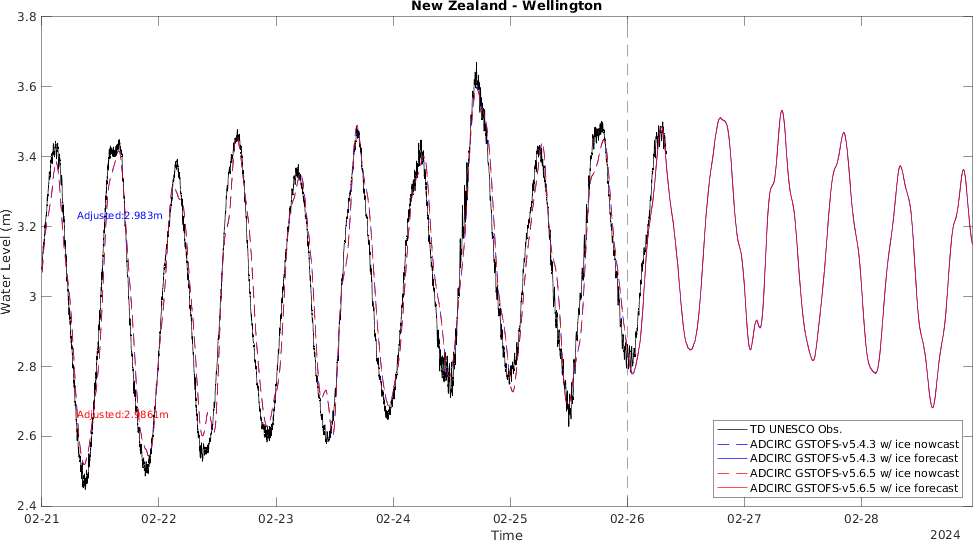 New Zealand - Wellington
3.8
3.6
3.4
3.2
3
2.8
2.6
2.4
Water Level (m)
Adjusted:2.983m
Adjusted:2.9861m
TD UNESCO Obs.
ADCIRC GSTOFS-v5.4.3 w/ ice nowcast
ADCIRC GSTOFS-v5.4.3 w/ ice forecast
ADCIRC GSTOFS-v5.6.5 w/ ice nowcast
ADCIRC GSTOFS-v5.6.5 w/ ice forecast
02-21 02-22 02-23 02-24 02-25 02-26 02-27 02-28
Time
2024